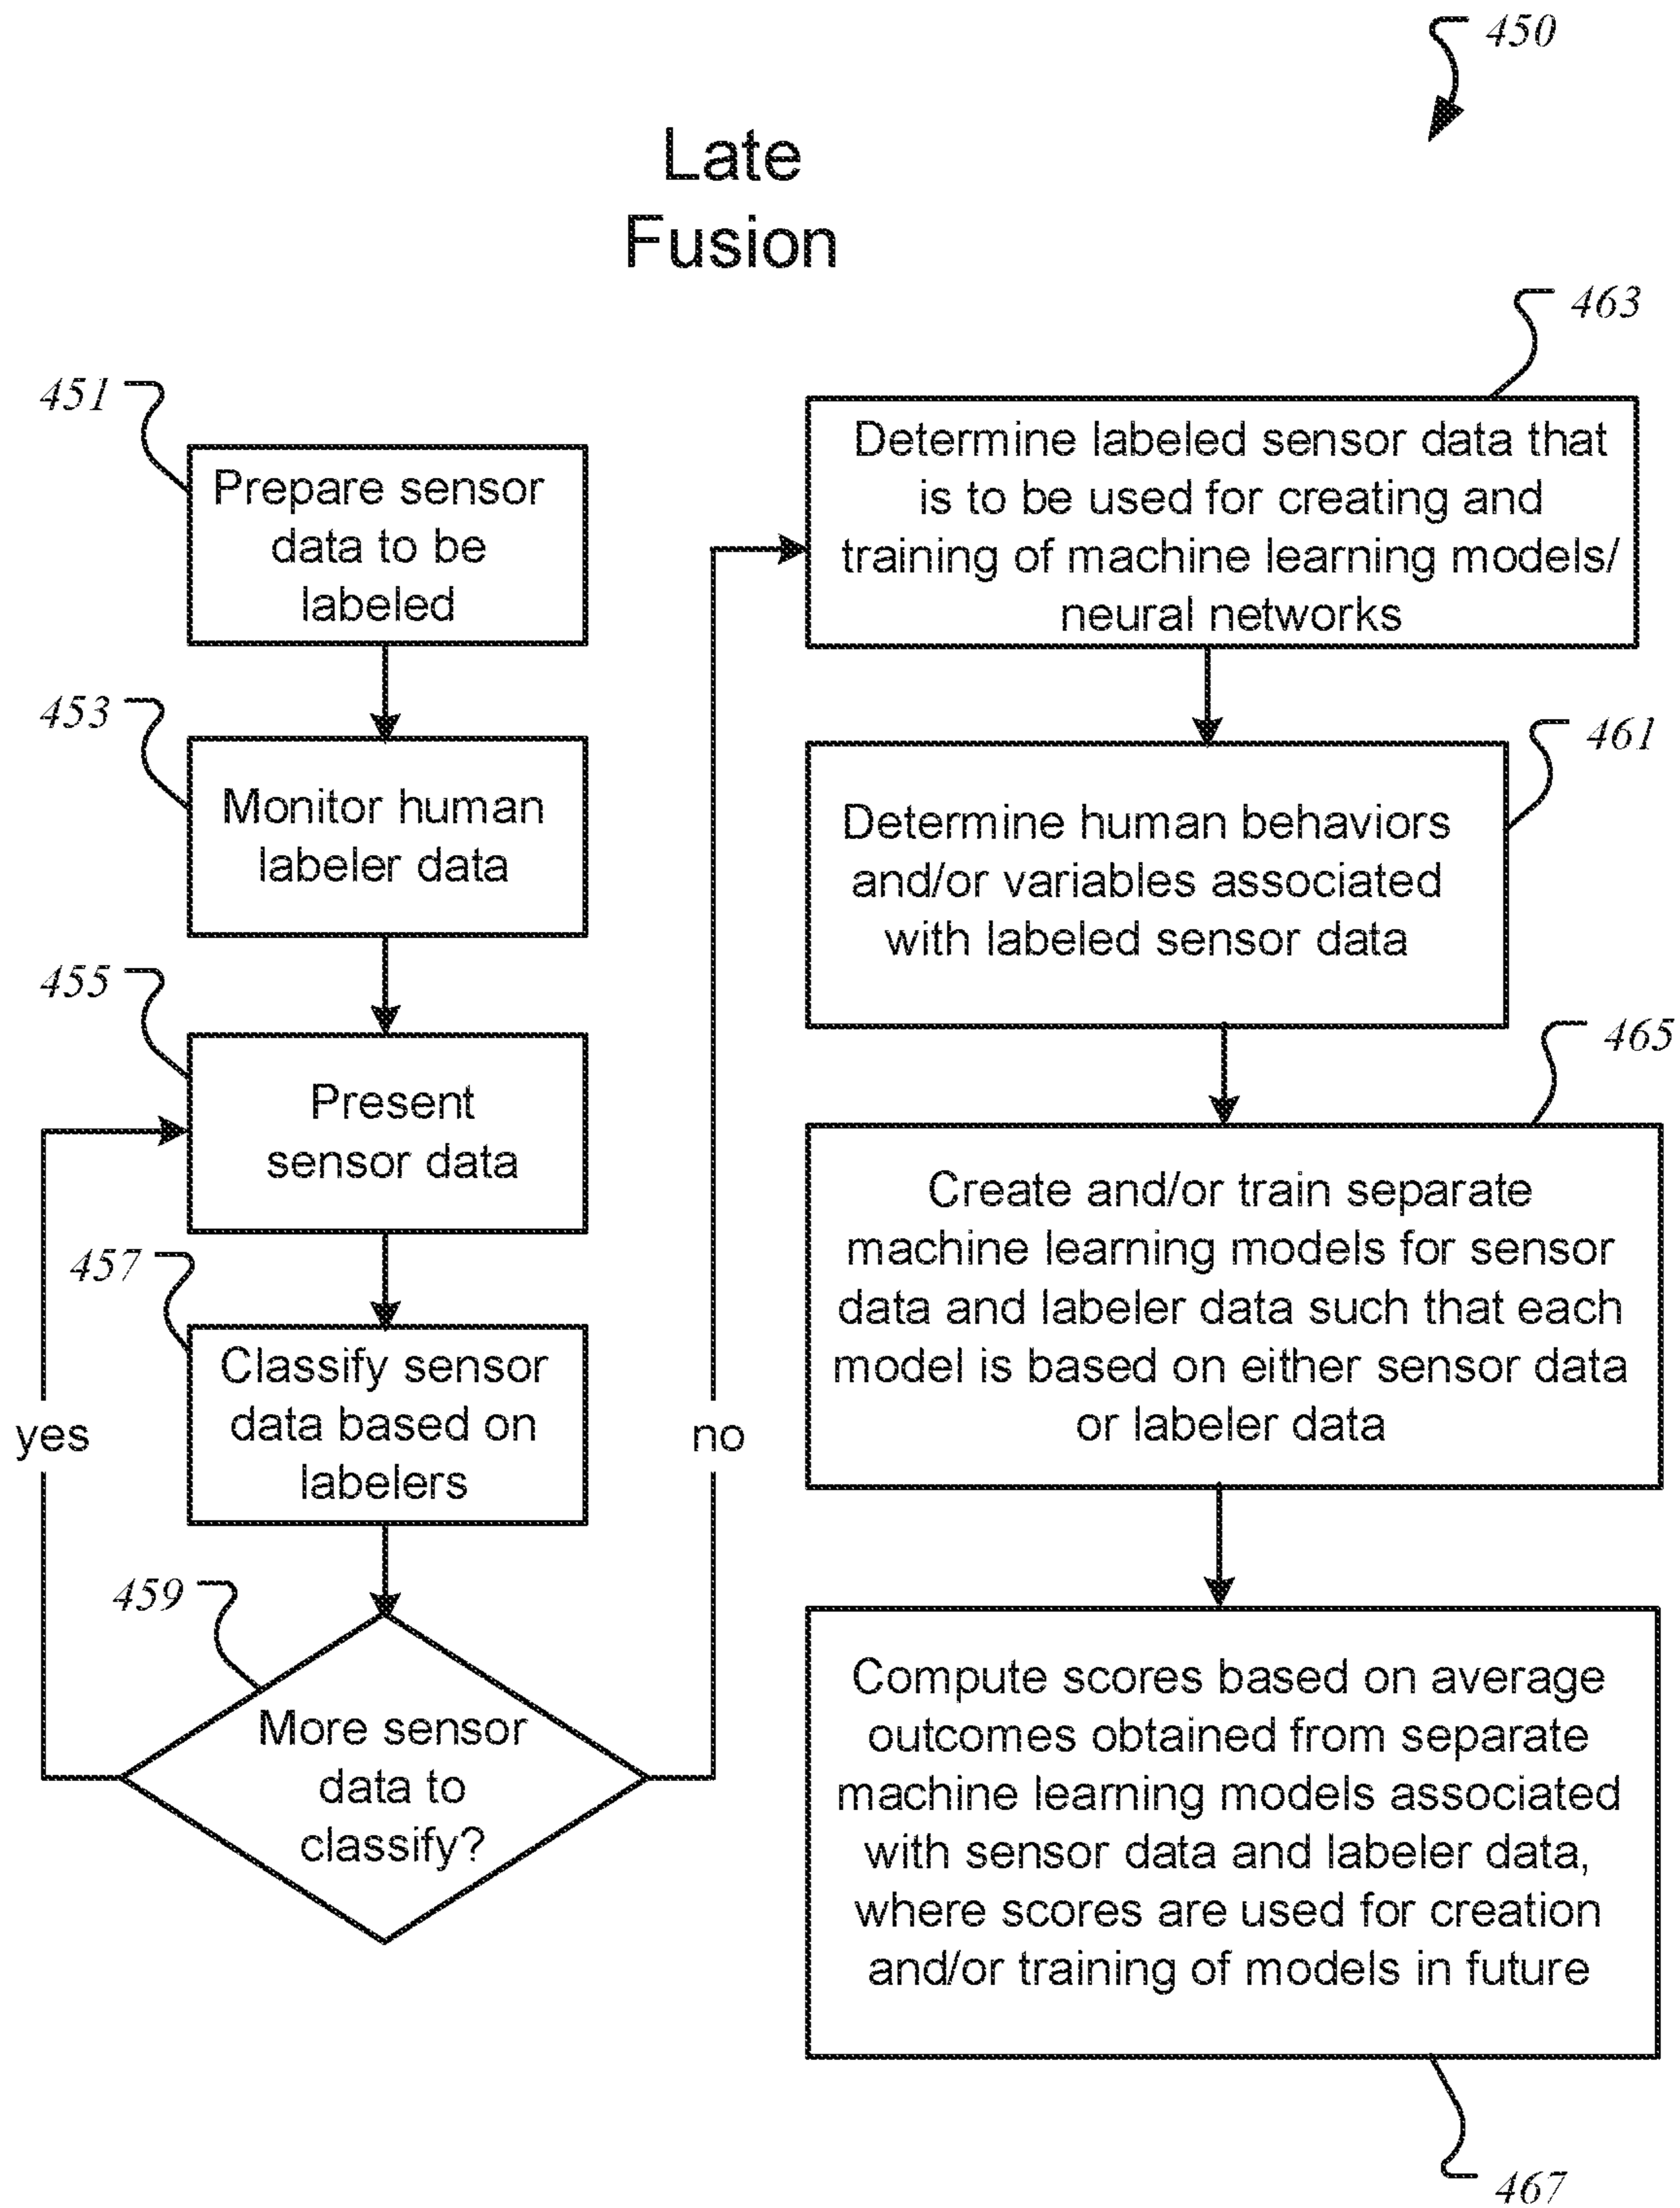 450
Late
Fusion
451
Prepare sensor
data to be
labeled
453
Monitor human
labeler data
455
Present
sensor data
457
Classify sensor
data based on
labelers
yes
459
More sensor
data to
classify?
no
463
Determine labeled sensor data that
is to be used for creating and
training of machine learning models/
neural networks
461
Determine human behaviors
and/or variables associated
with labeled sensor data
465
Create and/or train separate
machine learning models for sensor
data and labeler data such that each
model is based on either sensor data
or labeler data
Compute scores based on average
outcomes obtained from separate
machine learning models associated
with sensor data and labeler data,
where scores are used for creation
and/or training of models in future
467